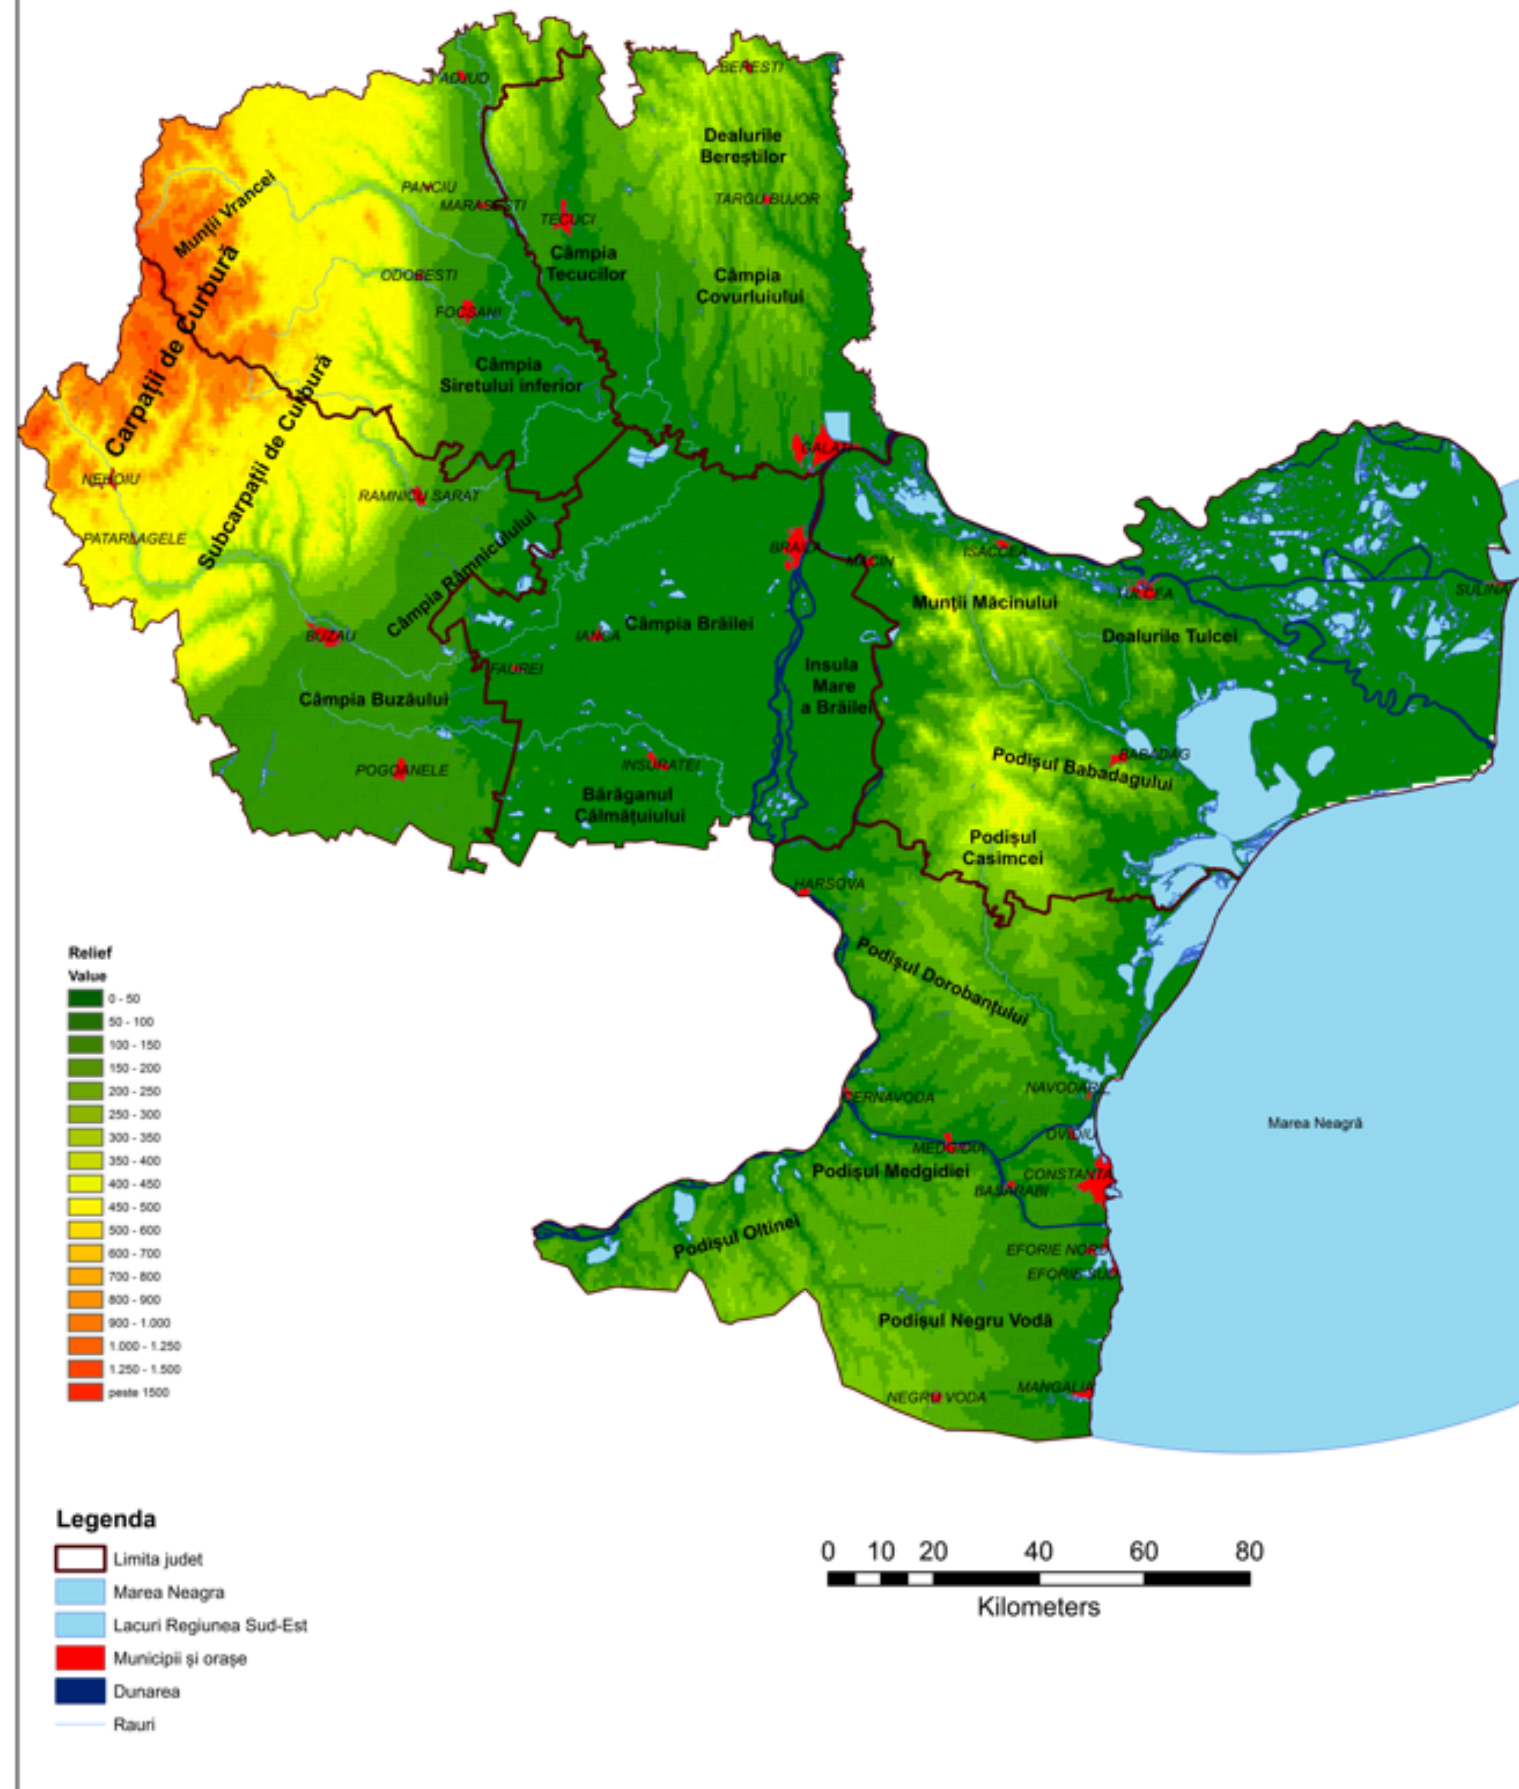 ADJUD
BERESTI
Dealurile
Bereștilor
PANCIU
MARASESTI
TECUCI
TARGU BUJOR
Munții Vrancei
Câmpia
Tecucilor
ODOBESTI
Câmpia
Covurluiului
FOCSANI
Carpații de Curbură
Câmpia
Siretului inferior
Subcarpații de Curbură
GALATI
NEHOIU
RAMNICU SARAT
PATARLAGELE
Câmpia Râmnicului
BRAILA
MACIN
ISACCEA
TULCEA
SULINA
Munții Măcinului
BUZAU
IANCA
Câmpia Brăilei
Dealurile Tulcei
FAUREI
Insula
Mare
a Brăilei
Câmpia Buzăului
POGOANELE
INSURATEI
Podișul Babadagului
BABADAG
Bărăganul
Călmățuiului
Podișul
Casimcei
HARSOVA
Podișul Dorobanțului
Relief
Value
0 - 50
50 - 100
100 - 150
150 - 200
200 - 250
250 - 300
300 - 350
350 - 400
400 - 450
450 - 500
500 - 600
600 - 700
700 - 800
800 - 900
900 - 1.000
1.000 - 1.250
1.250 - 1.500
peste 1500
CERNAVODA
NAVODARI
Marea Neagră
OVIDIU
MEDGIDIA
Podișul Medgidiei
CONSTANTA
BASARABI
Podișul Oltinei
EFORIE NORD
EFORIE SUD
Podișul Negru Vodă
MANGALIA
NEGRU VODA
Legenda
Limita judet
Marea Neagra
Lacuri Regiunea Sud-Est
Municipii și orașe
Dunarea
Rauri
0 10 20 40 60 80
Kilometers